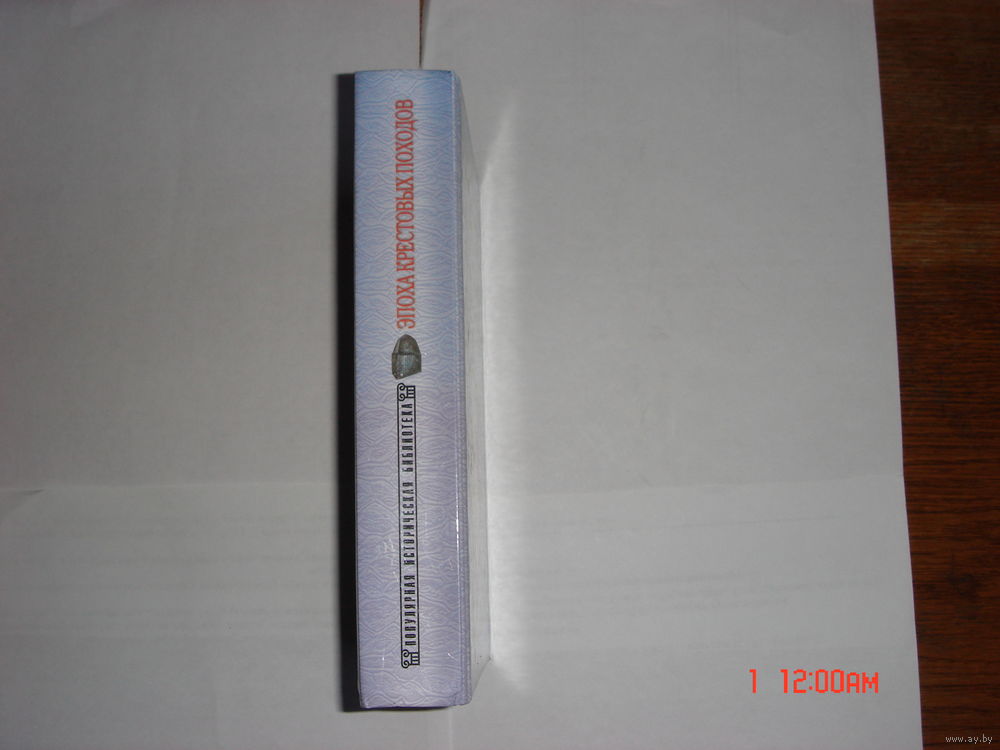 ЭПОХА КРЕСТОВЫХ ПОХОДОВ
ПОПУЛЯРНАЯ ИСТОРИЧЕСКАЯ БИБЛИОТЕКА
1 12:00AM
www.ay.by